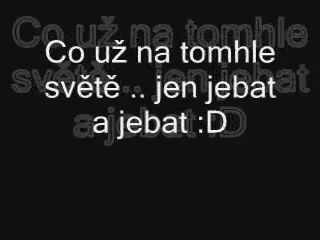 Co už na tomhle
světě .. jen jebat
a jebat :D